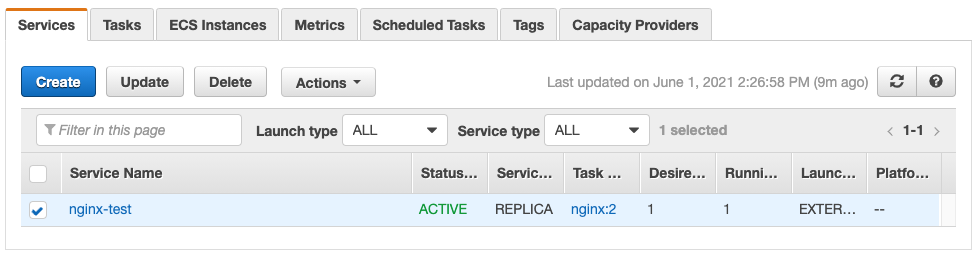 Services Tasks ECS Instances Metrics Scheduled Tasks Tags Capacity Providers
Create Update Delete Actions Last updated on June 1, 2021 2:26:58 PM (9m ago)
Filter in this page Launch type ALL Service type ALL 1 selected 1-1
Service Name Status... Servic... Task ... Desire... Runni... Launc... Platfo...
nginx-test ACTIVE REPLICA nginx:2 1 1 EXTER... --